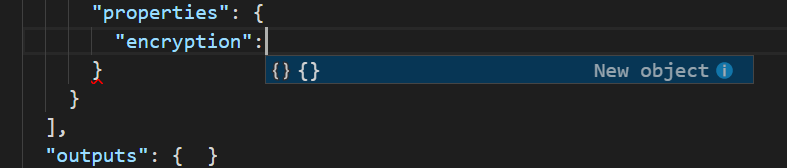 "properties": {
"encryption":
{} {} New object
}
}
],
"outputs": {  }